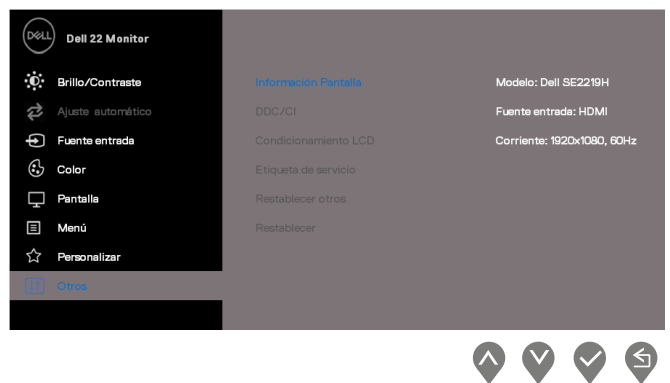 DELL
Dell 22 Monitor
Brillo/Contraste
Ajuste automático
Fuente entrada
Color
Pantalla
Menú
Personalizar
Otros
Información Pantalla
DDC/CI
Condicionamiento LCD
Etiqueta de servicio
Restablecer otros
Restablecer
Modelo: Dell SE2219H
Fuente entrada: HDMI
Corriente: 1920x1080, 60Hz